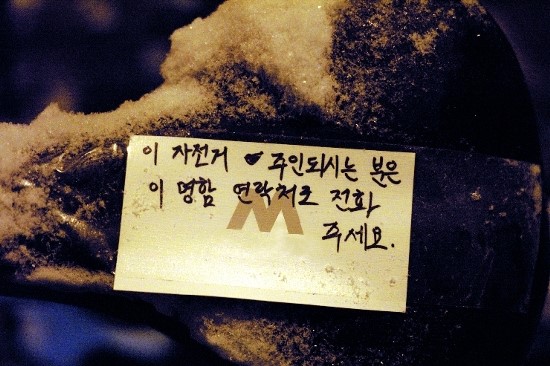 이 자전거 주인되시는 분은
이 명함 연락처로 전화
주세요.